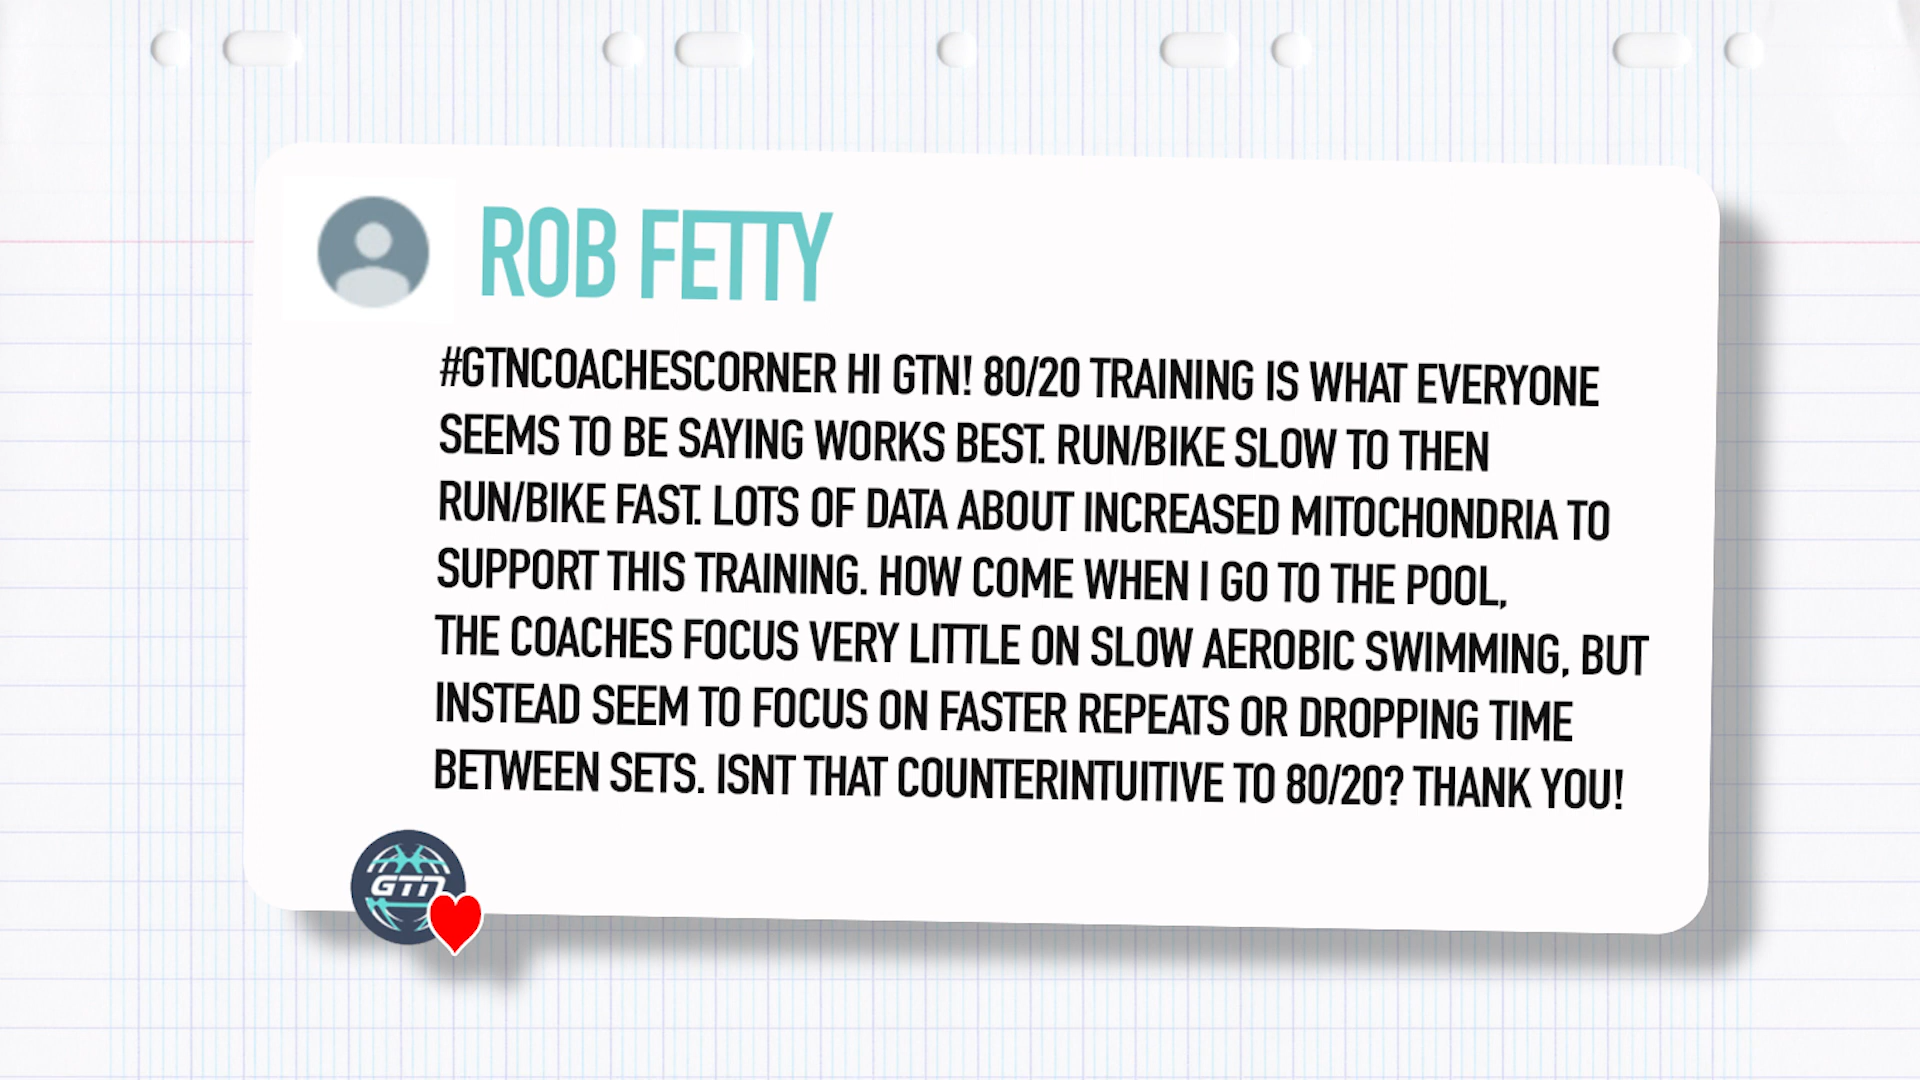 ROB FETTY
#GTNCOACHESCORNER HI GTN! 80/20 TRAINING IS WHAT EVERYONE
SEEMS TO BE SAYING WORKS BEST. RUN/BIKE SLOW TO THEN
RUN/BIKE FAST. LOTS OF DATA ABOUT INCREASED MITOCHONDRIA TO
SUPPORT THIS TRAINING. HOW COME WHEN I GO TO THE POOL,
THE COACHES FOCUS VERY LITTLE ON SLOW AEROBIC SWIMMING, BUT
INSTEAD SEEM TO FOCUS ON FASTER REPEATS OR DROPPING TIME
BETWEEN SETS. ISNT THAT COUNTERINTUITIVE TO 80/20? THANK YOU!
GTN